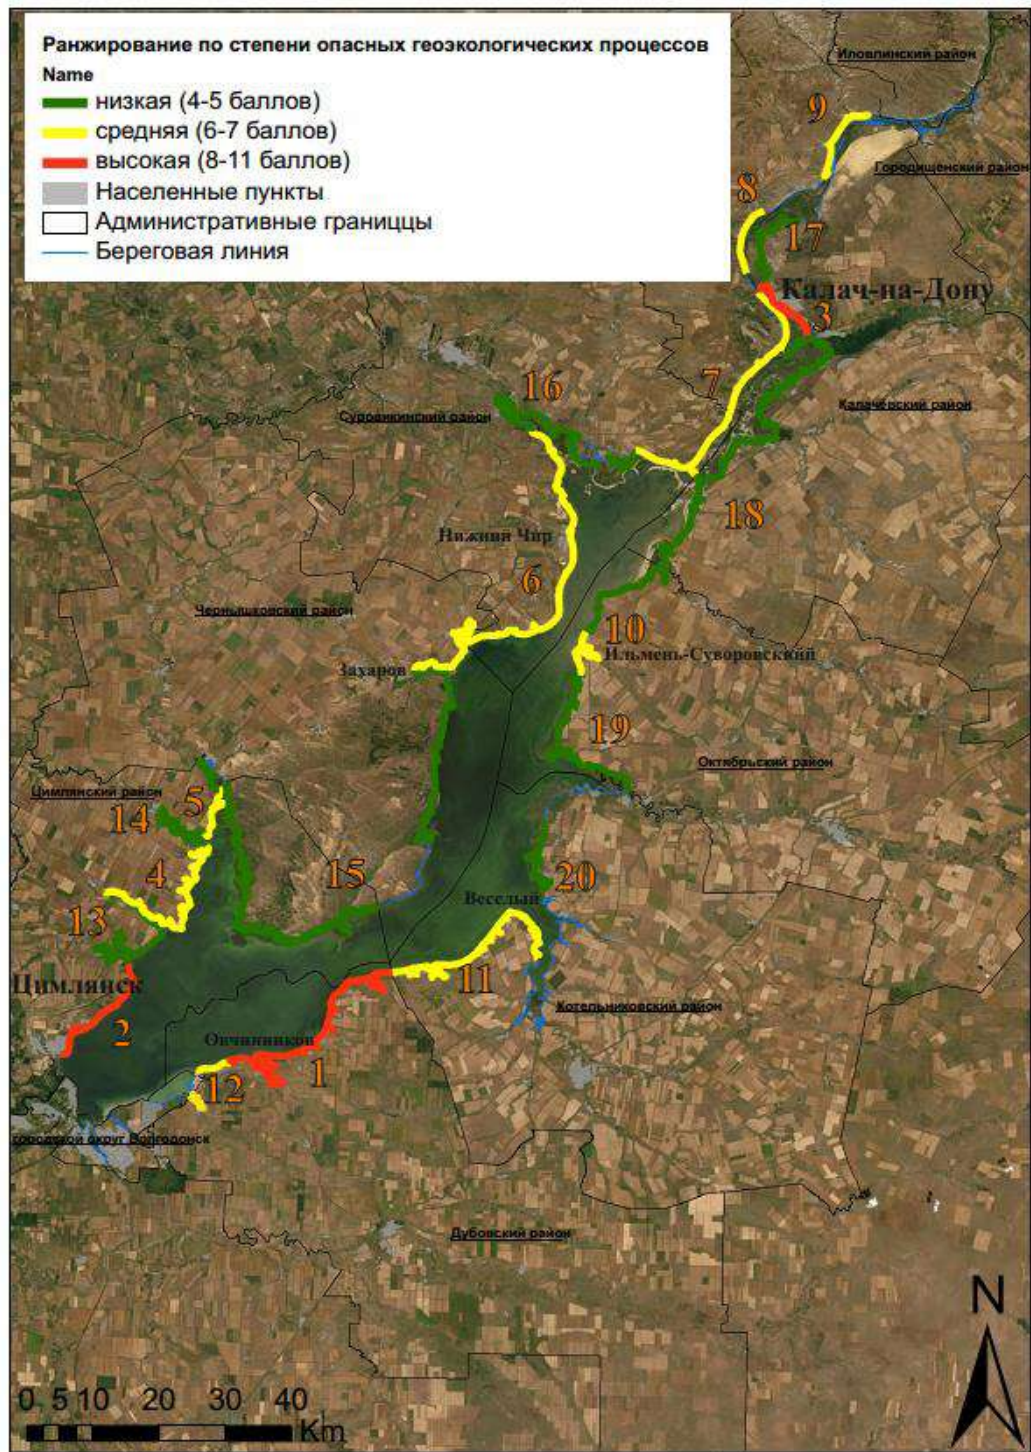 Ранжирование по степени опасных геоэкологических процессов
Name
низкая (4-5 баллов)
средняя (6-7 баллов)
высокая (8-11 баллов)
Населенные пункты
Административные границцы
Береговая линия
Иловлинский район
9
Городищенский район
8
17
Калач-на-Дону
3
7
16
Суровикинский район
Калачевский район
18
Нижний Чир
6
Чернышковский район
10
Ильмень-Суворовский
Захаров
19
Октябрьский район
Цимлянский район
5
14
4
15
20
Веселый
13
11
Цимлянск
Котельниковский район
2
Овчинников
1
12
городской округ Волгодонск
Дубовский район
N
0 5 10 20 30 40
Km